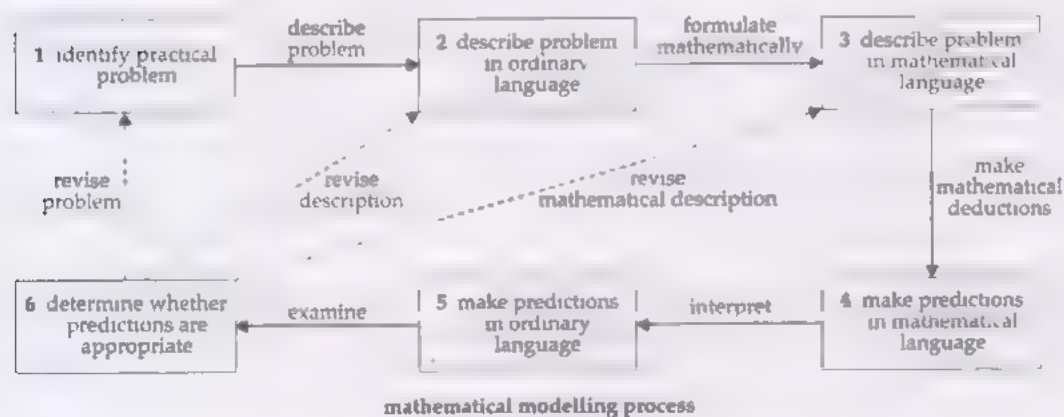 1 identify practical
problem
describe
problem
2 describe problem
in ordinary
language
formulate
mathematically
3 describe problem
in mathematical
language
revise
problem
revise
description
revise
mathematical description
make
mathematical
deductions
6 determine whether
predictions are
appropriate
examine
5 make predictions
in ordinary
language
interpret
4 make predictions
in mathematical
language
mathematical modelling process